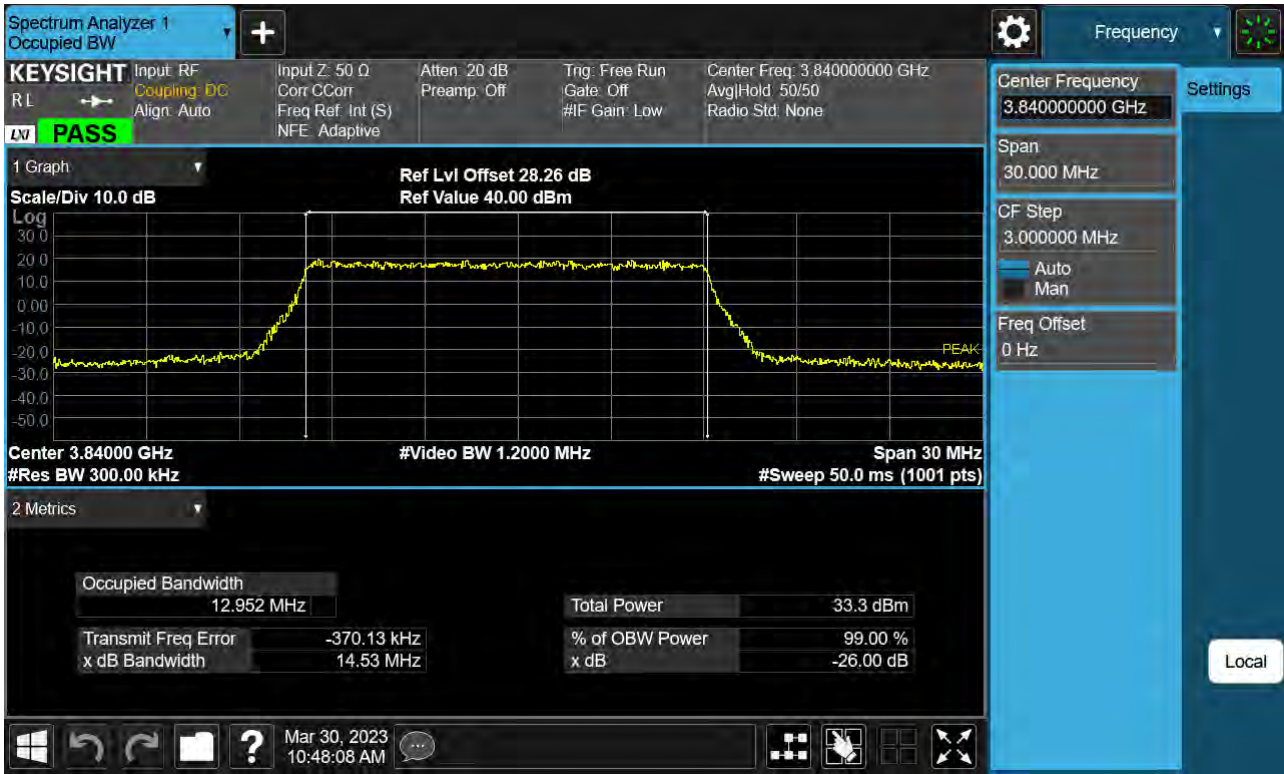 Spectrum Analyzer 1
Occupied BW
+
Frequency
KEYSIGHT
RL
LXI PASS
Input: RF
Coupling: DC
Align: Auto
Input Z: 50 Ω
Corr CCorr
Freq Ref: Int (S)
NFE: Adaptive
Atten: 20 dB
Preamp: Off
Trig: Free Run
Gate: Off
#IF Gain: Low
Center Freq: 3.840000000 GHz
Avg|Hold: 50/50
Radio Std: None
Center Frequency
3.840000000 GHz
Settings
Span
30.000 MHz
CF Step
3.000000 MHz
Auto
Man
Freq Offset
0 Hz
1 Graph
Scale/Div 10.0 dB
Ref Lvl Offset 28.26 dB
Ref Value 40.00 dBm
Log
30.0
20.0
10.0
0.00
-10.0
-20.0
-30.0
-40.0
-50.0
PEAK
Center 3.84000 GHz
#Video BW 1.2000 MHz
Span 30 MHz
#Res BW 300.00 kHz
#Sweep 50.0 ms (1001 pts)
2 Metrics
Occupied Bandwidth
12.952 MHz
Total Power 33.3 dBm
Transmit Freq Error -370.13 kHz
% of OBW Power 99.00 %
x dB Bandwidth 14.53 MHz
x dB -26.00 dB
Local
?
Mar 30, 2023
10:48:08 AM